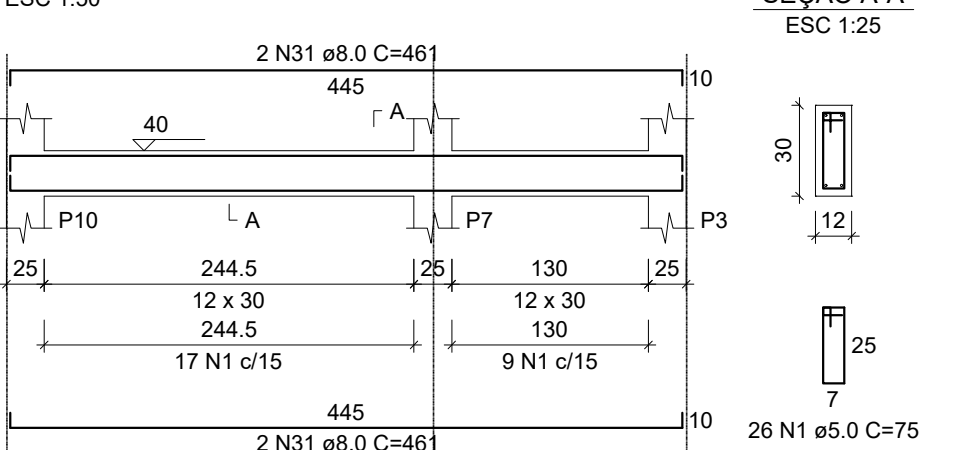 ESC 1:50
SEÇÃO A-A
ESC 1:25
2 N31 ø8.0 C=461
445
10
A
40
30
P10
A
P7
P3
12
25
244.5
25
130
25
12 x 30
12 x 30
244.5
130
25
17 N1 c/15
9 N1 c/15
7
445
10
26 N1 ø5.0 C=75
2 N31 ø8.0 C=461